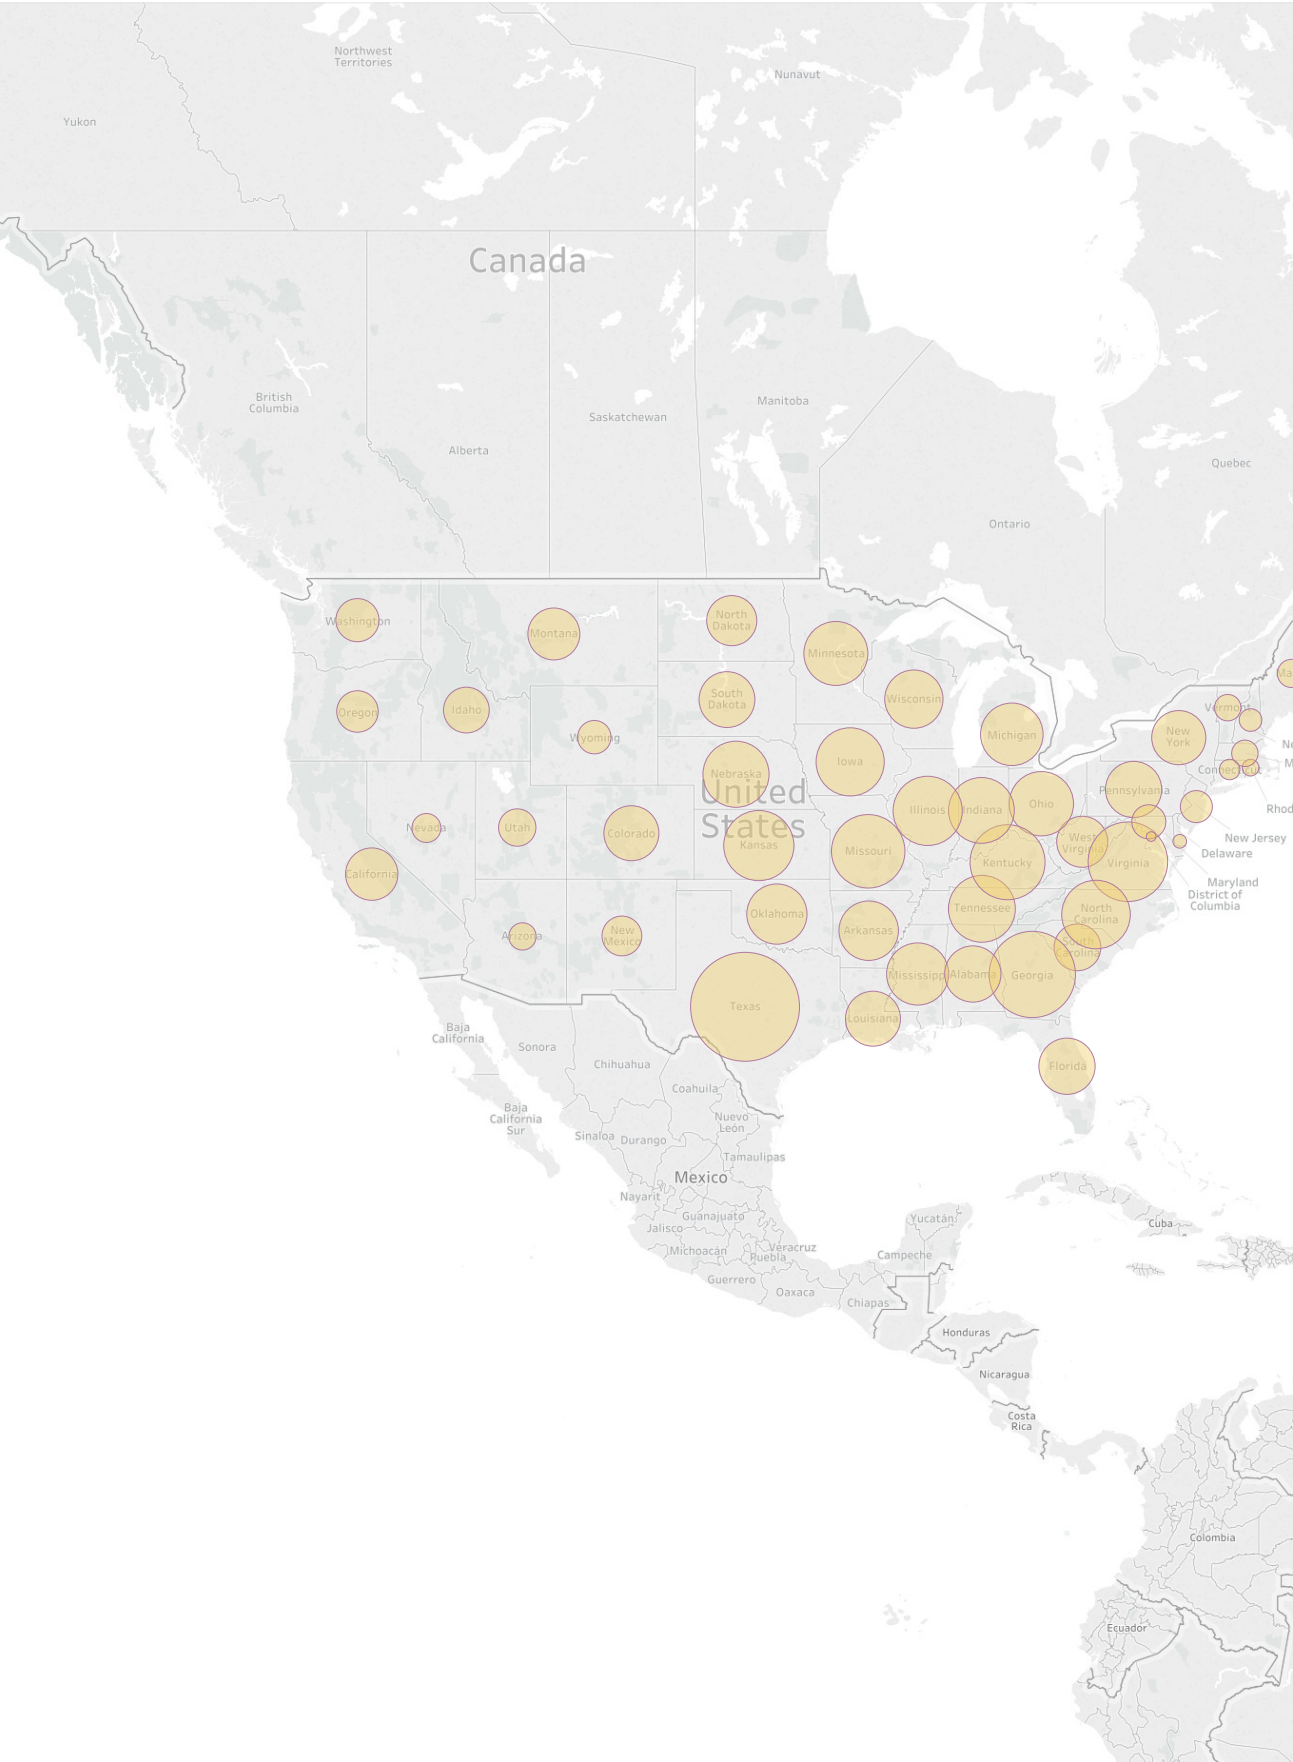 Northwest
Territories
Nunavut
Yukon
Canada
British
Columbia
Manitoba
Saskatchewan
Alberta
Quebec
Ontario
Washington
North
Dakota
Montana
Minnesota
Ma
South
Dakota
Wisconsin
Vermont
Oregon
Idaho
Wyoming
Michigan
New
York
Ne
Iowa
M
Nebraska
Connecticut
United
States
Pennsylvania
Illinois
Indiana
Ohio
Rhod
Nevada
Utah
Colorado
Kansas
Missouri
West
Virginia
New Jersey
Kentucky
Virginia
Delaware
California
Maryland
District of
Columbia
Oklahoma
Tennessee
North
Carolina
Arkansas
Arizona
New
Mexico
South
Carolina
Mississippi
Alabama
Georgia
Texas
Louisiana
Baja
California
Sonora
Chihuahua
Florida
Coahuila
Baja
California
Sur
Nuevo
León
Sinaloa
Durango
Tamaulipas
Mexico
Nayarit
Guanajuato
Yucatán
Jalisco
Cuba
Michoacán
Veracruz
Puebla
Campeche
Guerrero
Oaxaca
Chiapas
Honduras
Nicaragua
Costa
Rica
Colombia
Ecuador